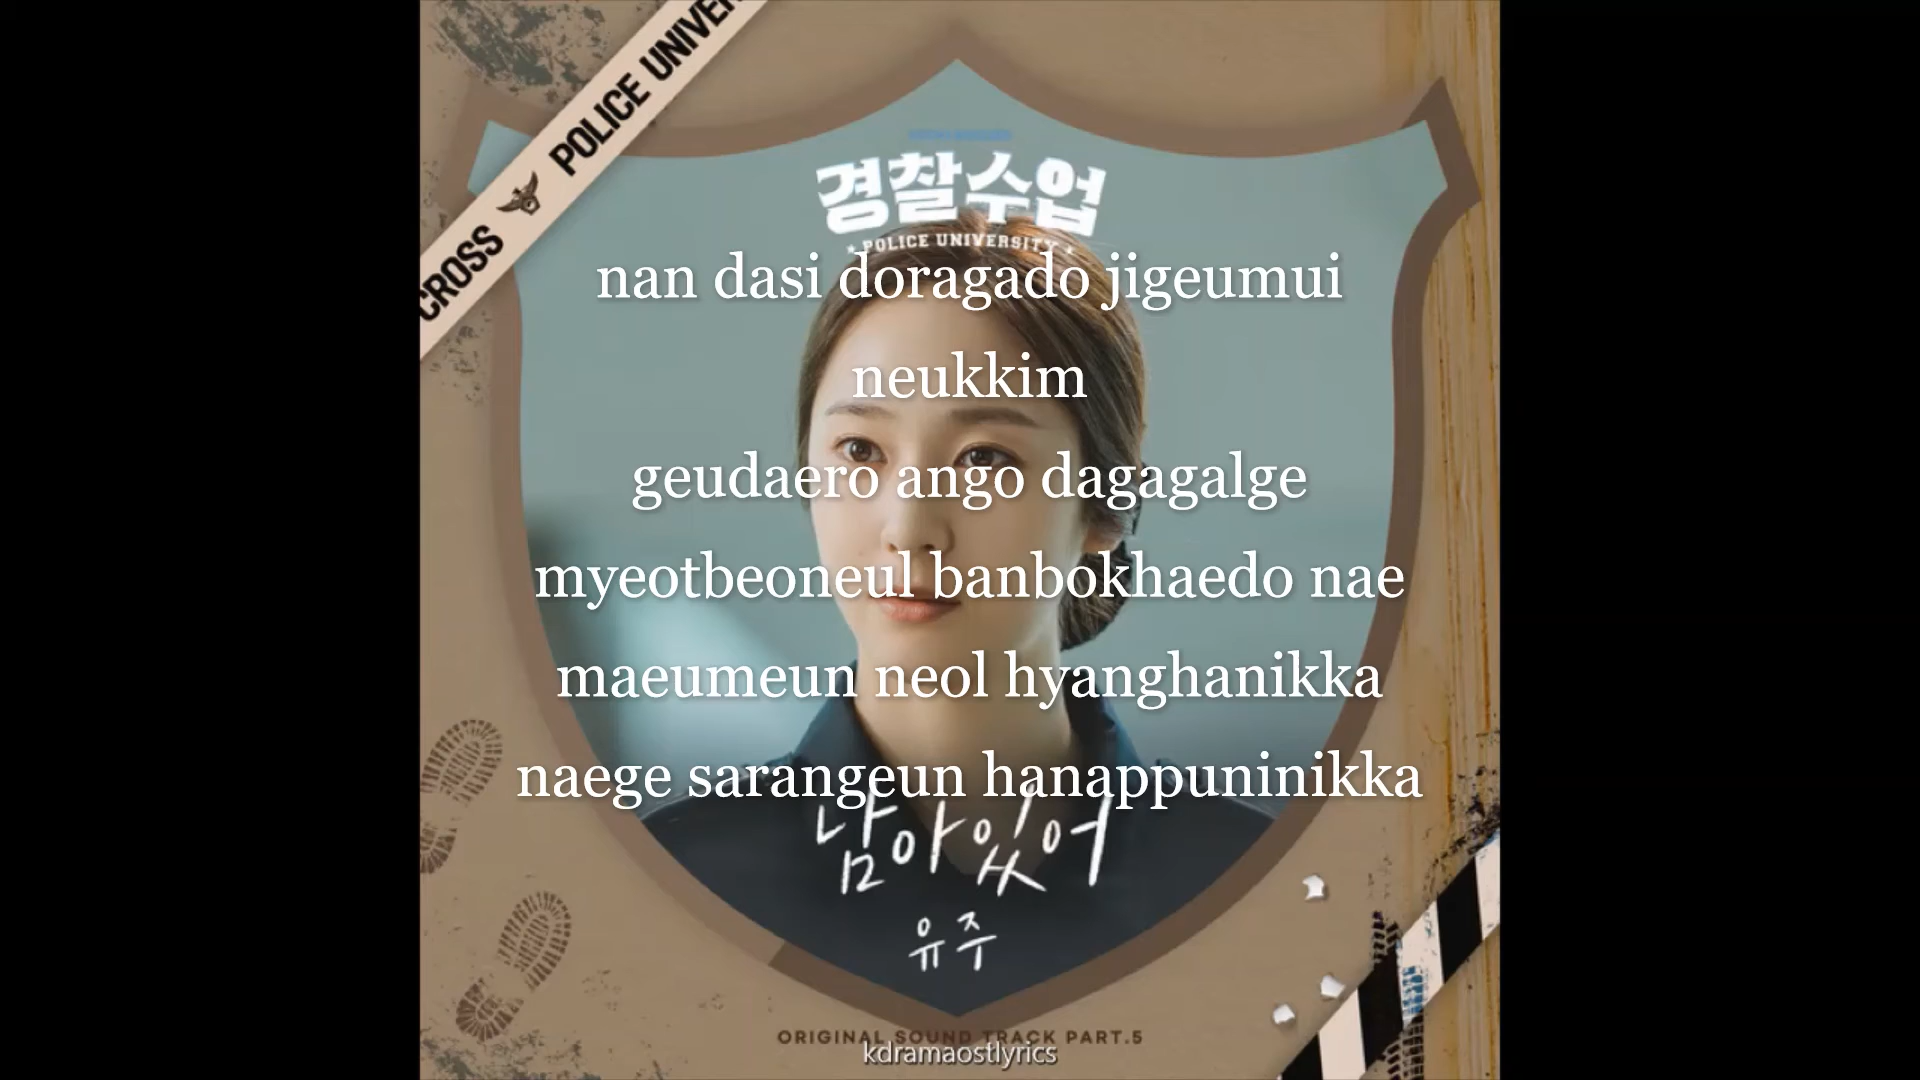 CROSS POLICE UNIVER
경찰수업
POLICE UNIVERSITY
nan dasi doragado jigeumui
neukkim
geudaero ango dagagalge
myeotbeoneul banbokhaedo nae
maeumeun neol hyanghanikka
naege sarangeun hanappuninikka
남아있어
유주
ORIGINAL SOUND TRACK PART.5
kdramaostlyrics